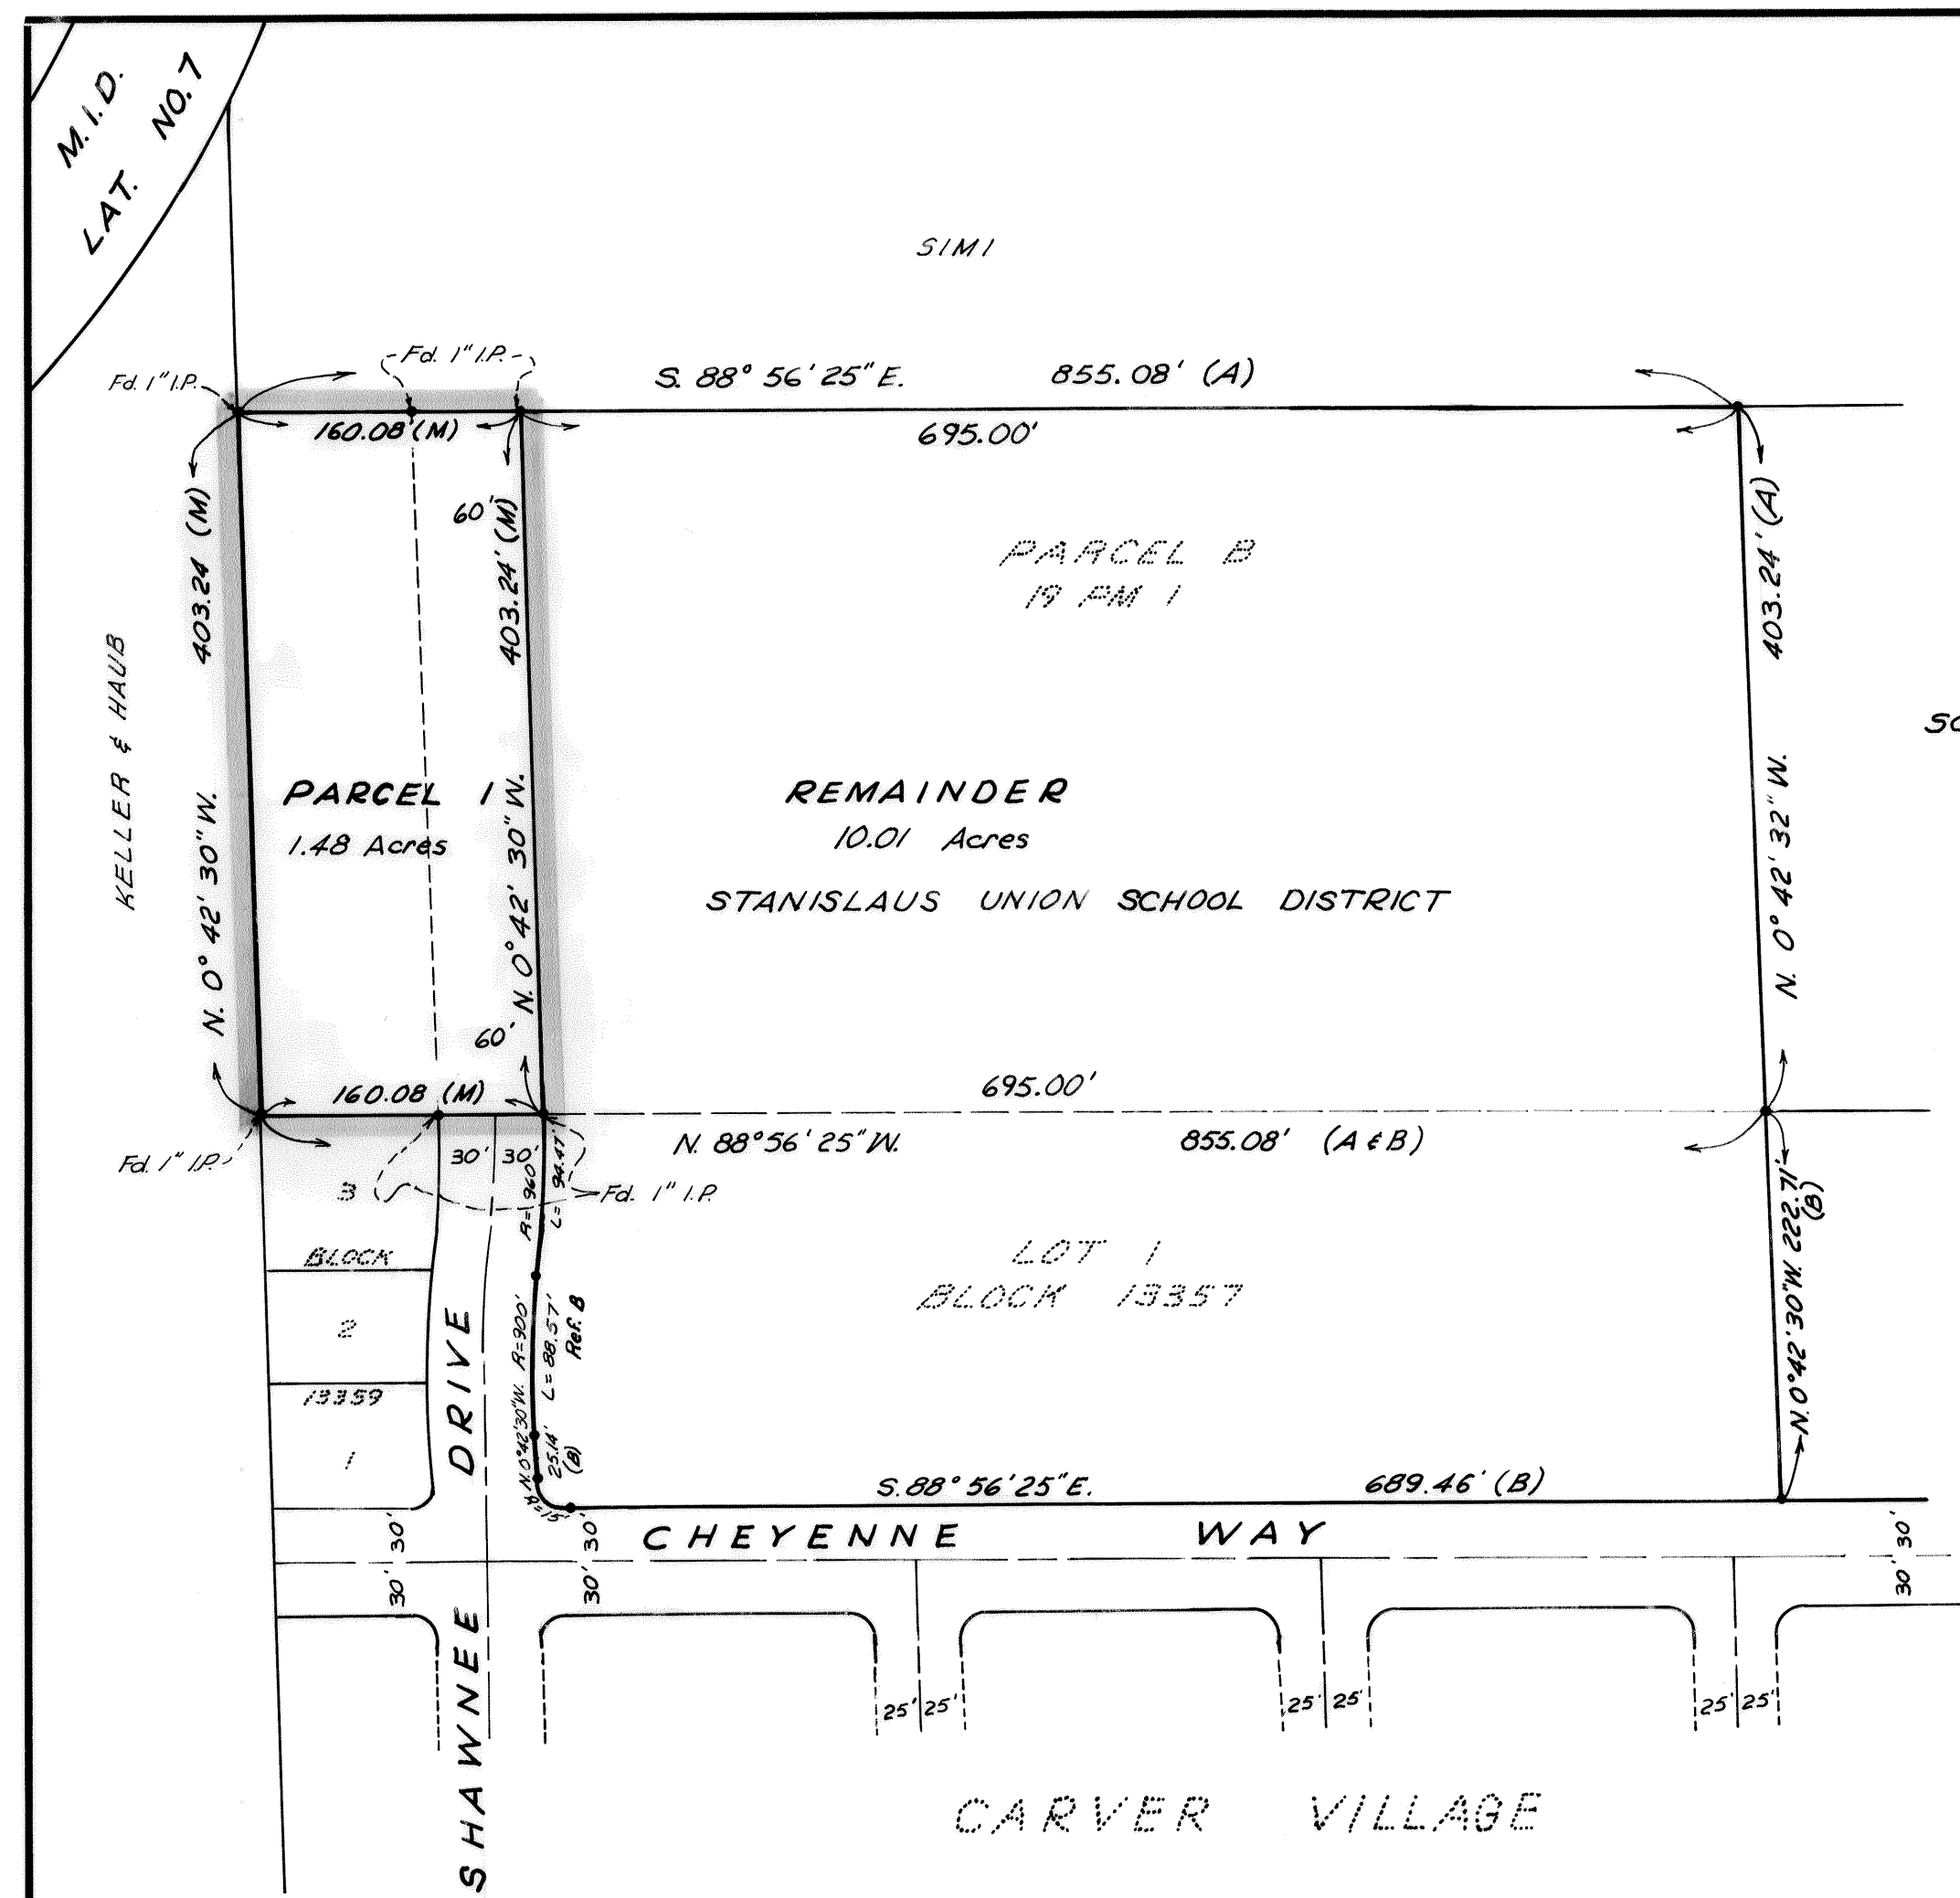 M.I.D.
LAT. NO. 7
SIMI
Fd. 1" I.P.
Fd. 1" I.P.
S. 88° 56' 25" E. 855.08' (A)
160.08' (M)
695.00'
403.24 (M)
N. 0° 42' 30" W.
60'
403.24' (M)
N. 0° 42' 30" W.
60'
403.24' (A)
N. 0° 42' 32" W.
PARCEL B
19 PM 1
KELLER & HAUB
PARCEL 1
1.48 Acres
REMAINDER
10.01 Acres
STANISLAUS UNION SCHOOL DISTRICT
160.08 (M)
695.00'
N. 88° 56' 25" W. 855.08' (A & B)
Fd. 1" I.P.
30' 30'
Fd. 1" I.P.
R= 960'
L= 94.47'
3
BLOCK
2
13359
1
R=900'
L= 88.57'
Ref. B
N.0°42'30"W.
25.14'
(B)
R=15'
LOT 1
BLOCK 13357
N.0°42'30"W. 222.71'
(B)
S. 88° 56' 25" E. 689.46' (B)
CHEYENNE WAY
30' 30'
30' 30'
30' 30'
SHAWNEE DRIVE
25' 25'
25' 25'
25' 25'
CARVER VILLAGE